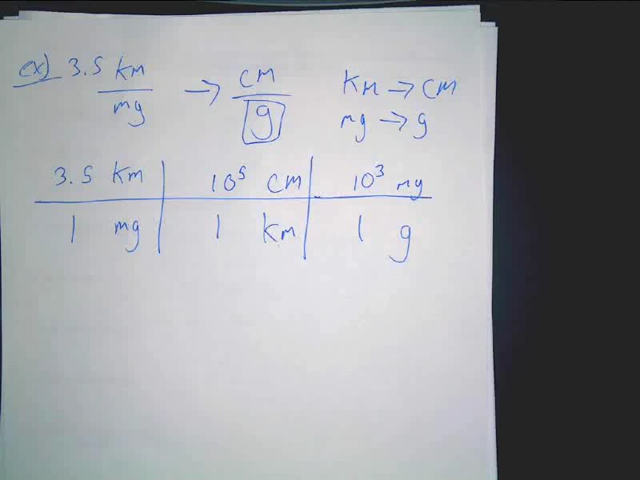 ex) 3.5 km/mg → cm/g km → cm
mg → g
3.5 km | 10⁵ cm | 10³ mg
1 mg | 1 km | 1 g